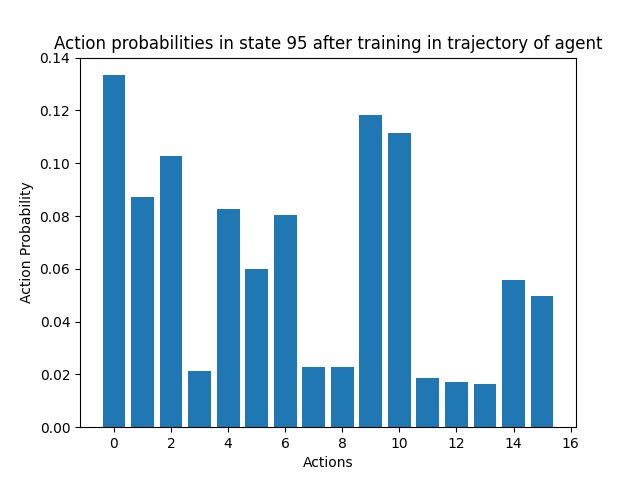 Action probabilities in state 95 after training in trajectory of agent
0.14
0.12
0.10
0.08
0.06
0.04
0.02
0.00
Action Probability
0 2 4 6 8 10 12 14 16
Actions